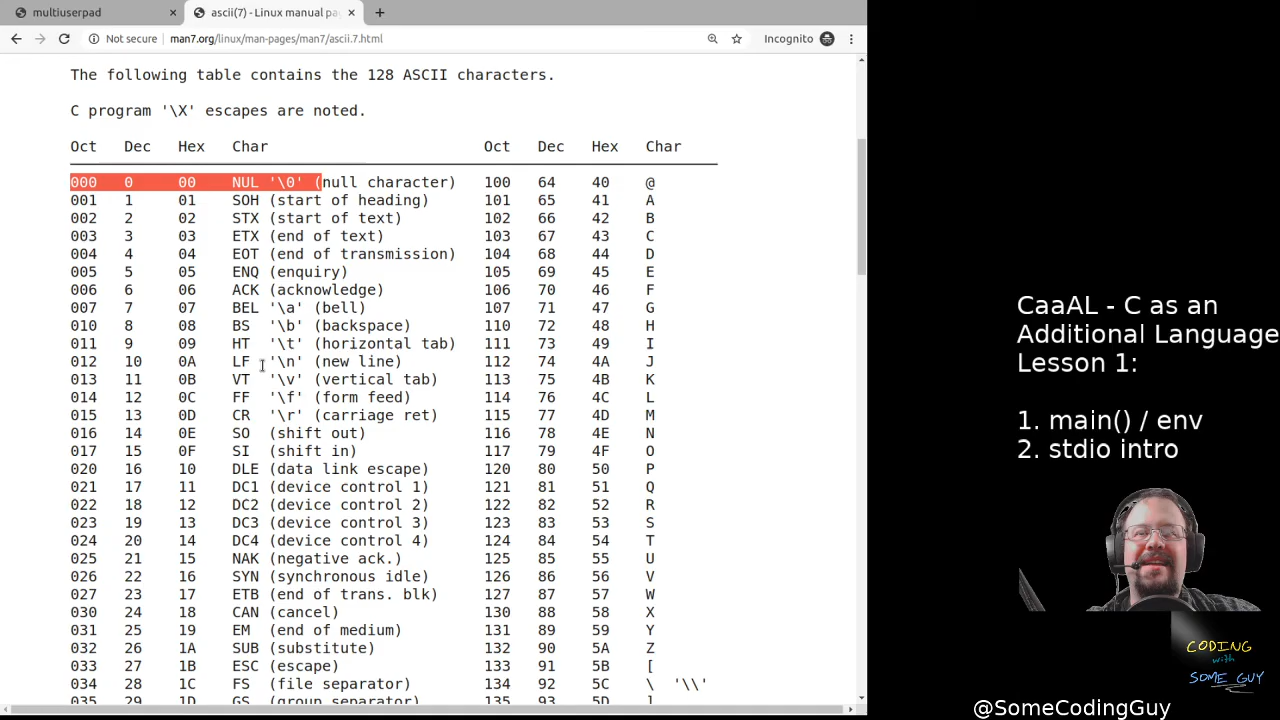 multiuserpad ×
ascii(7) - Linux manual pa ×
+
Not secure | man7.org/linux/man-pages/man7/ascii.7.html
Incognito
The following table contains the 128 ASCII characters.
C program '\X' escapes are noted.
Oct Dec Hex Char Oct Dec Hex Char
000 0 00 NUL '\0' (null character) 100 64 40 @
001 1 01 SOH (start of heading) 101 65 41 A
002 2 02 STX (start of text) 102 66 42 B
003 3 03 ETX (end of text) 103 67 43 C
004 4 04 EOT (end of transmission) 104 68 44 D
005 5 05 ENQ (enquiry) 105 69 45 E
006 6 06 ACK (acknowledge) 106 70 46 F
007 7 07 BEL '\a' (bell) 107 71 47 G
010 8 08 BS '\b' (backspace) 110 72 48 H
011 9 09 HT '\t' (horizontal tab) 111 73 49 I
012 10 0A LF '\n' (new line) 112 74 4A J
013 11 0B VT '\v' (vertical tab) 113 75 4B K
014 12 0C FF '\f' (form feed) 114 76 4C L
015 13 0D CR '\r' (carriage ret) 115 77 4D M
016 14 0E SO (shift out) 116 78 4E N
017 15 0F SI (shift in) 117 79 4F O
020 16 10 DLE (data link escape) 120 80 50 P
021 17 11 DC1 (device control 1) 121 81 51 Q
022 18 12 DC2 (device control 2) 122 82 52 R
023 19 13 DC3 (device control 3) 123 83 53 S
024 20 14 DC4 (device control 4) 124 84 54 T
025 21 15 NAK (negative ack.) 125 85 55 U
026 22 16 SYN (synchronous idle) 126 86 56 V
027 23 17 ETB (end of trans. blk) 127 87 57 W
030 24 18 CAN (cancel) 130 88 58 X
031 25 19 EM (end of medium) 131 89 59 Y
032 26 1A SUB (substitute) 132 90 5A Z
033 27 1B ESC (escape) 133 91 5B [
034 28 1C FS (file separator) 134 92 5C \ '\\'
035 29 1D GS (group separator) 135 93 5D ]
CaaAL - C as an
Additional Language
Lesson 1:
1. main() / env
2. stdio intro
CODING
with
SOME GUY
@SomeCodingGuy